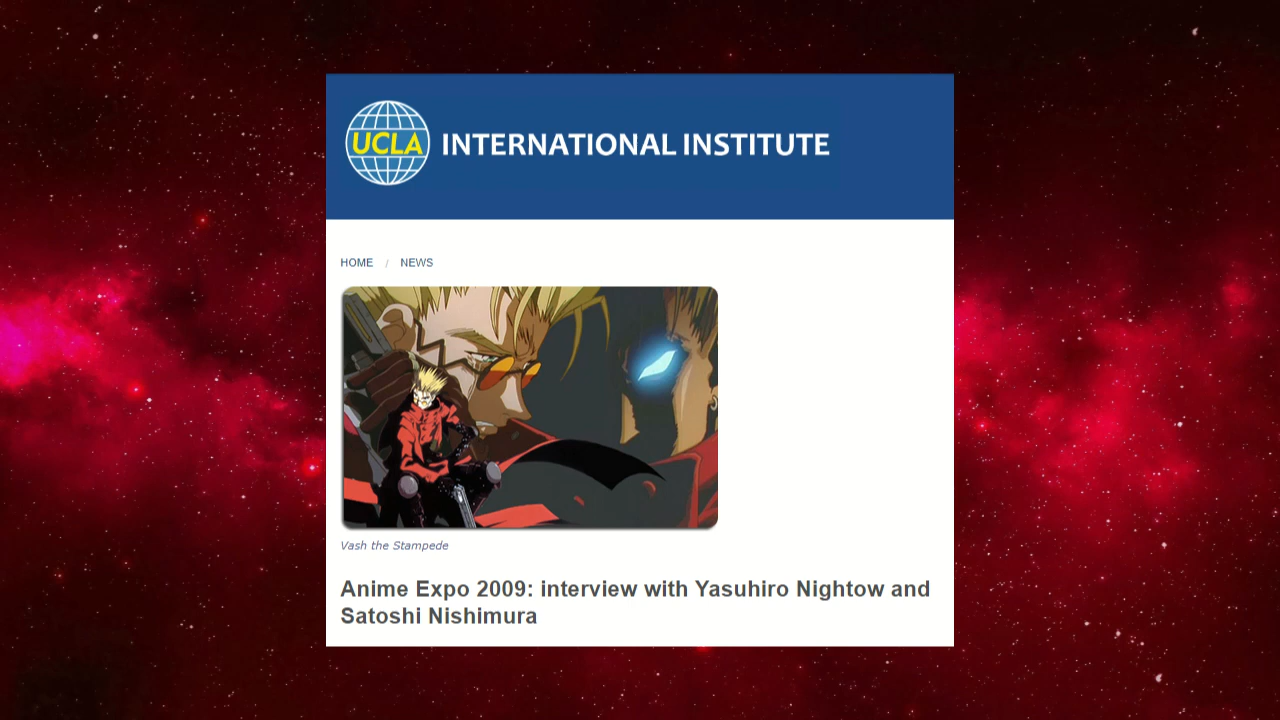 UCLA INTERNATIONAL INSTITUTE
HOME / NEWS
Vash the Stampede
Anime Expo 2009: interview with Yasuhiro Nightow and
Satoshi Nishimura